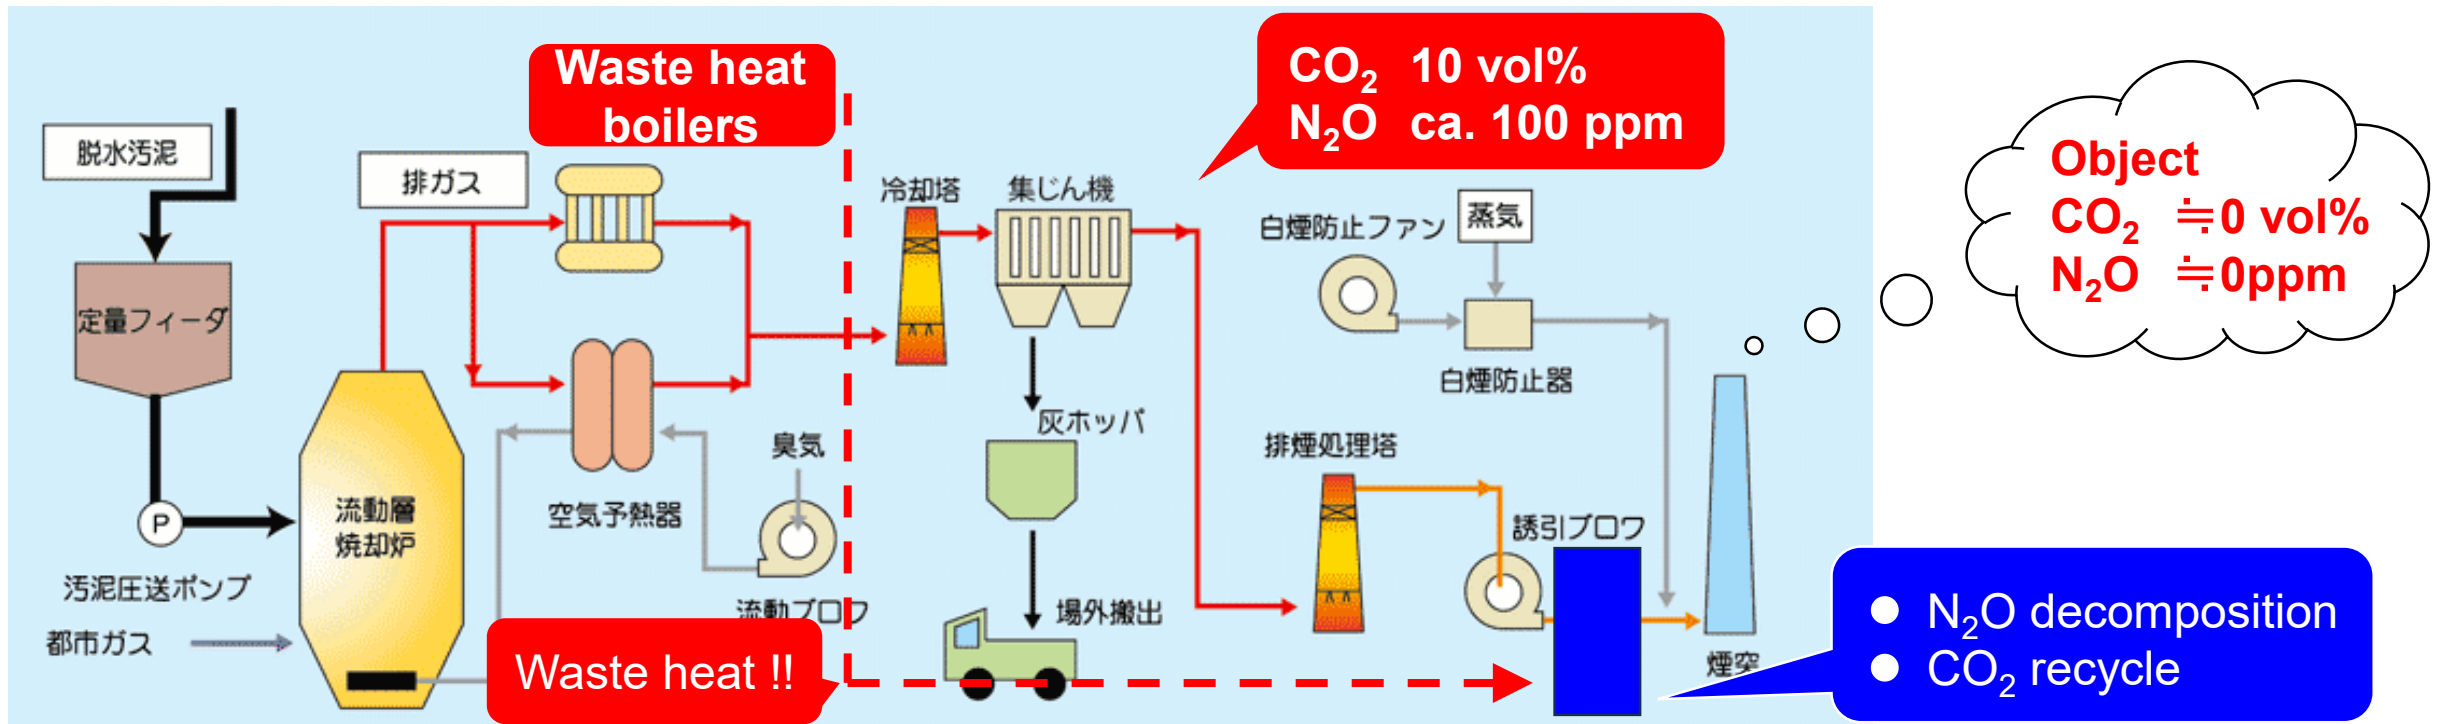 脱水汚泥
定量フィーダ
P
汚泥圧送ポンプ
都市ガス
流動層
焼却炉
排ガス
Waste heat
boilers
空気予熱器
臭気
流動ブロワ
Waste heat !!
冷却塔
集じん機
灰ホッパ
場外搬出
CO₂ 10 vol%
N₂O ca. 100 ppm
白煙防止ファン
蒸気
白煙防止器
排煙処理塔
誘引ブロワ
煙突
Object
CO₂ ≒0 vol%
N₂O ≒0ppm
● N₂O decomposition
● CO₂ recycle